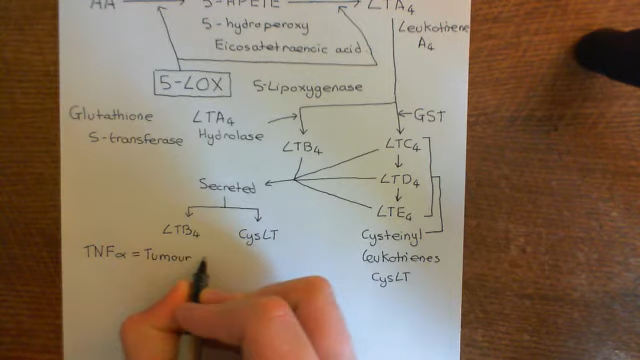 AA 5-HPETE LTA4
5-hydroperoxy
Eicosatetraenoic acid
Leukotriene
A4
5-LOX
5-Lipoxygenase
Glutathione
S-transferase
LTA4
Hydrolase
GST
LTB4
LTC4
LTD4
LTE4
Secreted
LTB4
CysLT
Cysteinyl
Leukotrienes
CysLT
TNFα = Tumour